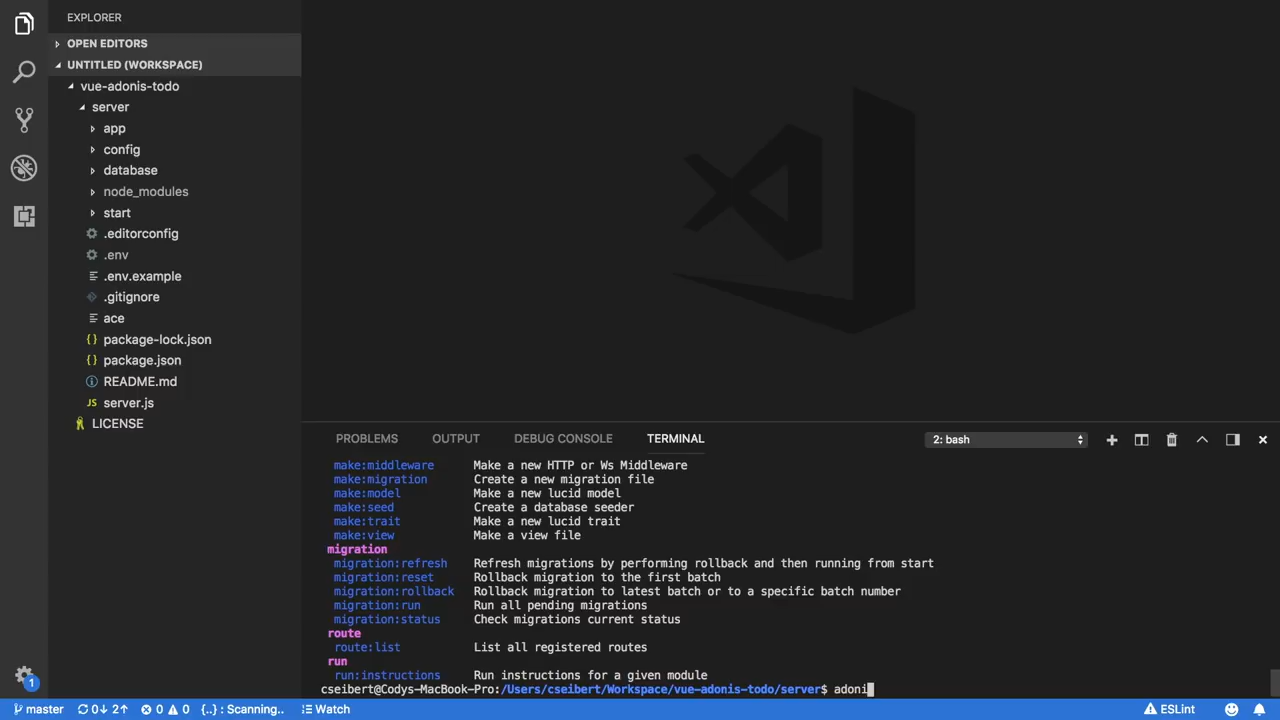 EXPLORER
OPEN EDITORS
UNTITLED (WORKSPACE)
vue-adonis-todo
server
app
config
database
node_modules
start
.editorconfig
.env
.env.example
.gitignore
ace
package-lock.json
package.json
README.md
server.js
LICENSE
PROBLEMS OUTPUT DEBUG CONSOLE TERMINAL 2: bash
make:middleware Make a new HTTP or Ws Middleware
make:migration Create a new migration file
make:model Make a new lucid model
make:seed Create a database seeder
make:trait Make a new lucid trait
make:view Make a view file
migration
migration:refresh Refresh migrations by performing rollback and then running from start
migration:reset Rollback migration to the first batch
migration:rollback Rollback migration to latest batch or to a specific batch number
migration:run Run all pending migrations
migration:status Check migrations current status
route
route:list List all registered routes
run
run:instructions Run instructions for a given module
cseibert@Codys-MacBook-Pro:/Users/cseibert/Workspace/vue-adonis-todo/server$ adoni
1
master 0↓ 2↑ 0 0 {..} : Scanning.. Watch ESLint